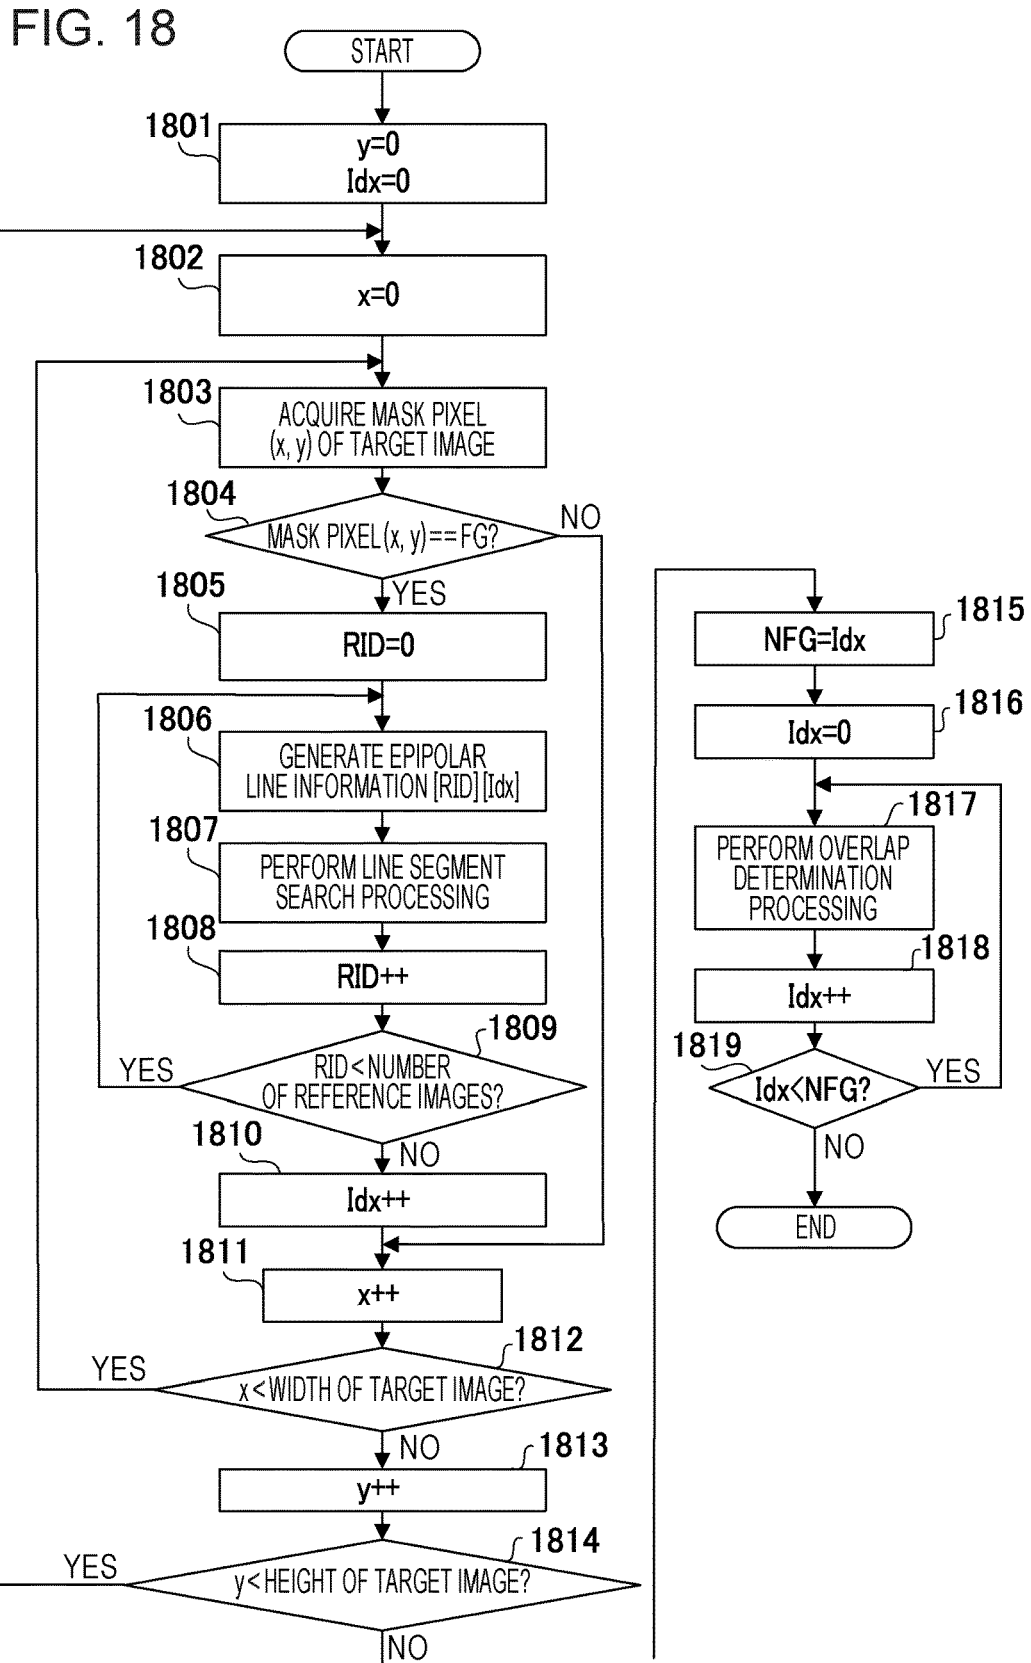 FIG. 18
START
1801
y=0
Idx=0
1802
x=0
1803
ACQUIRE MASK PIXEL
(x, y) OF TARGET IMAGE
1804
MASK PIXEL(x, y)==FG?
NO
YES
1805
RID=0
1806
GENERATE EPIPOLAR
LINE INFORMATION [RID][Idx]
1807
PERFORM LINE SEGMENT
SEARCH PROCESSING
1808
RID++
1809
RID<NUMBER
OF REFERENCE IMAGES?
YES
NO
1810
Idx++
1811
x++
1812
x<WIDTH OF TARGET IMAGE?
YES
NO
1813
y++
1814
y<HEIGHT OF TARGET IMAGE?
YES
NO
1815
NFG=Idx
1816
Idx=0
1817
PERFORM OVERLAP
DETERMINATION
PROCESSING
1818
Idx++
1819
Idx<NFG?
YES
NO
END